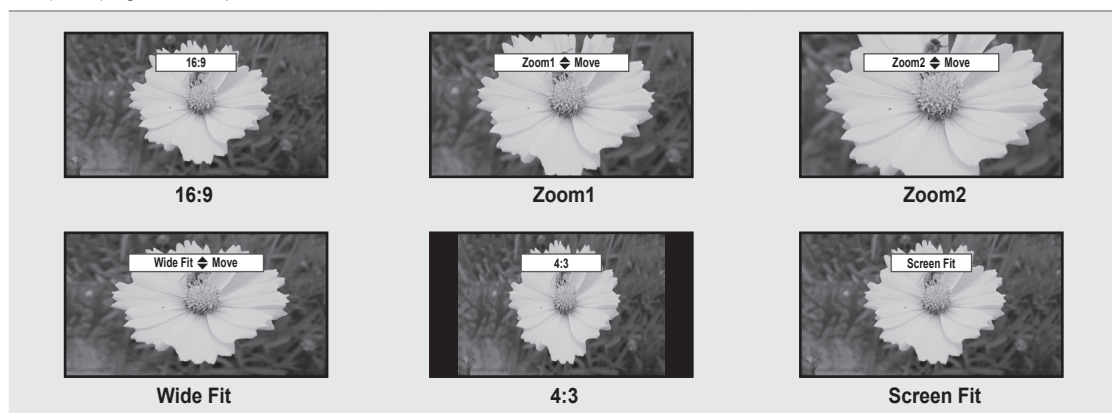 16:9
Zoom1 Move
Zoom2 Move
16:9
Zoom1
Zoom2
Wide Fit Move
4:3
Screen Fit
Wide Fit
4:3
Screen Fit